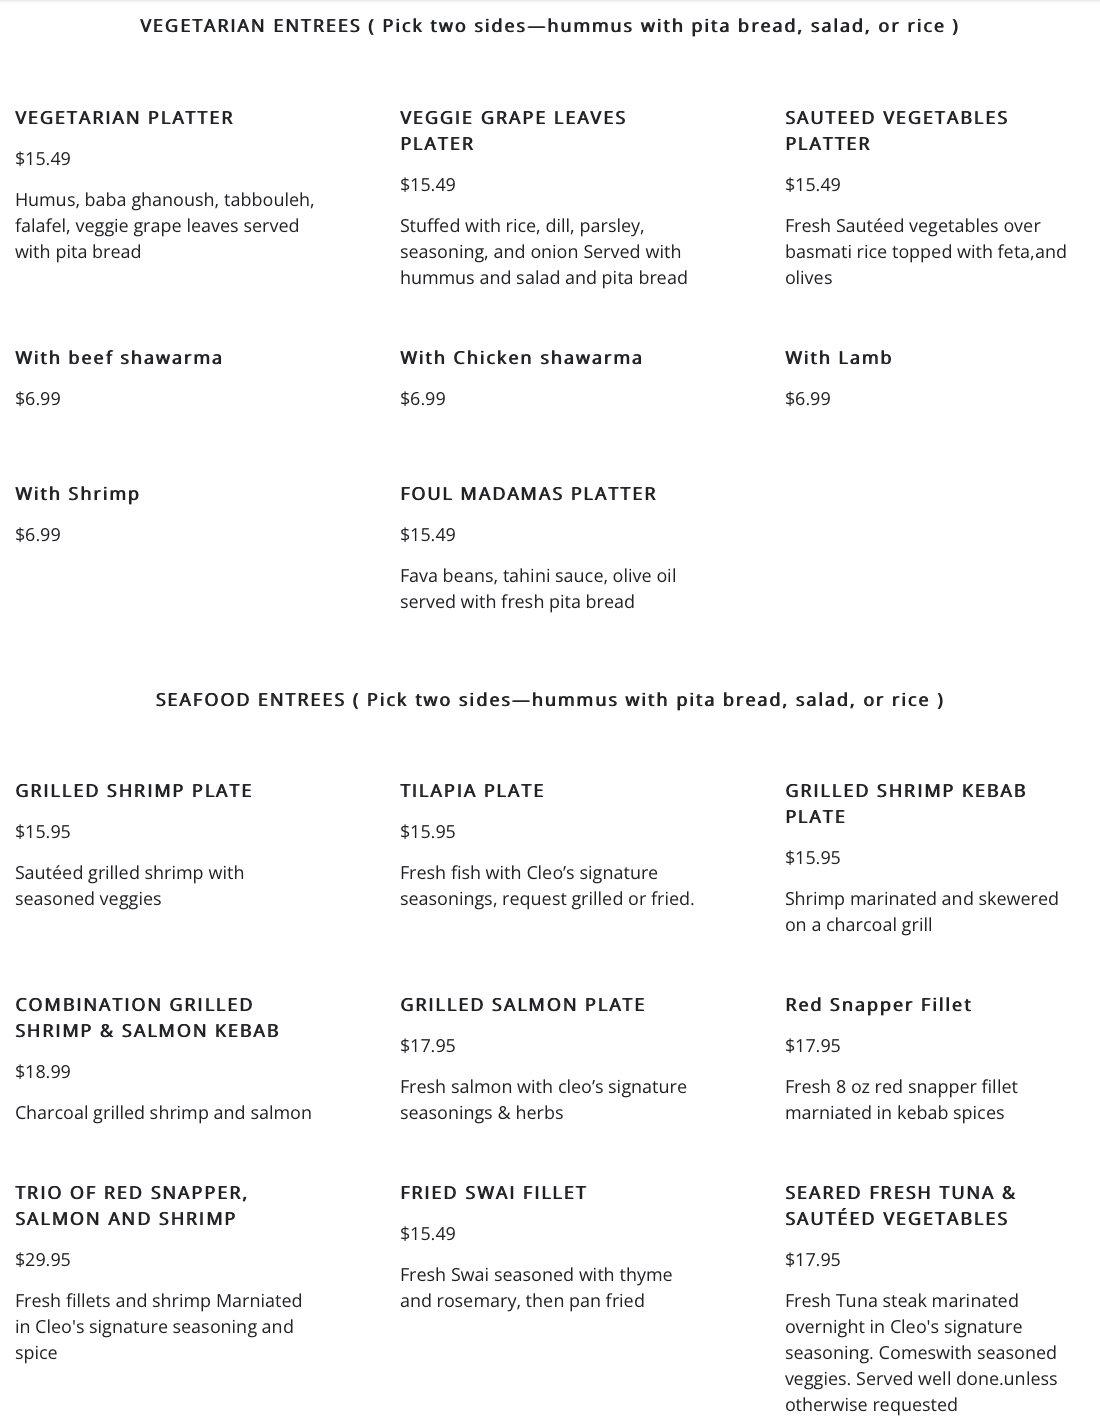 VEGETARIAN ENTREES ( Pick two sides—hummus with pita bread, salad, or rice )
VEGETARIAN PLATTER
$15.49
Humus, baba ghanoush, tabbouleh,
falafel, veggie grape leaves served
with pita bread
VEGGIE GRAPE LEAVES
PLATER
$15.49
Stuffed with rice, dill, parsley,
seasoning, and onion Served with
hummus and salad and pita bread
SAUTEED VEGETABLES
PLATTER
$15.49
Fresh Sautéed vegetables over
basmati rice topped with feta,and
olives
With beef shawarma
$6.99
With Chicken shawarma
$6.99
With Lamb
$6.99
With Shrimp
$6.99
FOUL MADAMAS PLATTER
$15.49
Fava beans, tahini sauce, olive oil
served with fresh pita bread
SEAFOOD ENTREES ( Pick two sides—hummus with pita bread, salad, or rice )
GRILLED SHRIMP PLATE
$15.95
Sautéed grilled shrimp with
seasoned veggies
TILAPIA PLATE
$15.95
Fresh fish with Cleo’s signature
seasonings, request grilled or fried.
GRILLED SHRIMP KEBAB
PLATE
$15.95
Shrimp marinated and skewered
on a charcoal grill
COMBINATION GRILLED
SHRIMP & SALMON KEBAB
$18.99
Charcoal grilled shrimp and salmon
GRILLED SALMON PLATE
$17.95
Fresh salmon with cleo’s signature
seasonings & herbs
Red Snapper Fillet
$17.95
Fresh 8 oz red snapper fillet
marniated in kebab spices
TRIO OF RED SNAPPER,
SALMON AND SHRIMP
$29.95
Fresh fillets and shrimp Marniated
in Cleo's signature seasoning and
spice
FRIED SWAI FILLET
$15.49
Fresh Swai seasoned with thyme
and rosemary, then pan fried
SEARED FRESH TUNA &
SAUTÉED VEGETABLES
$17.95
Fresh Tuna steak marinated
overnight in Cleo's signature
seasoning. Comeswith seasoned
veggies. Served well done.unless
otherwise requested